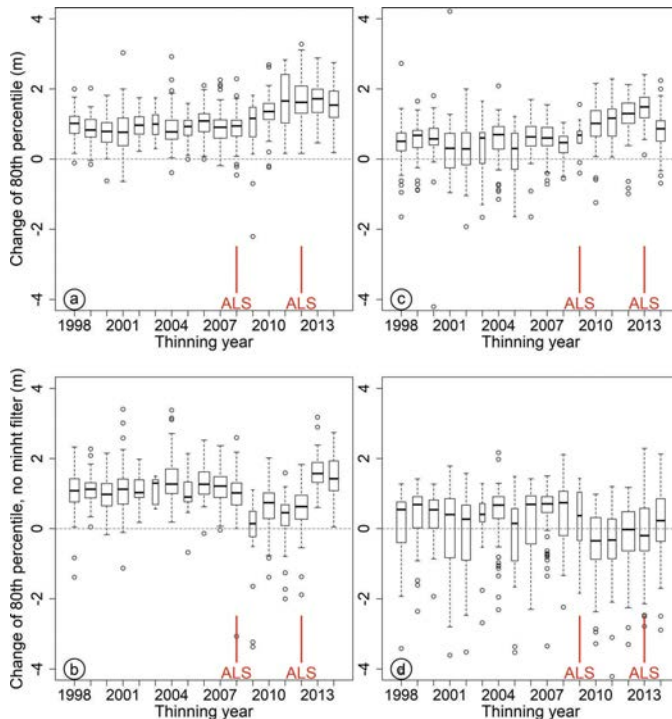 Change of 80th percentile (m)
4
2
0
-2
-4
ALS
ALS
a
1998
2001
2004
2007
2010
2013
Thinning year
4
2
0
-2
-4
ALS
ALS
c
1998
2001
2004
2007
2010
2013
Thinning year
Change of 80th percentile, no minht filter (m)
4
2
0
-2
-4
ALS
ALS
b
1998
2001
2004
2007
2010
2013
Thinning year
4
2
0
-2
-4
ALS
ALS
d
1998
2001
2004
2007
2010
2013
Thinning year